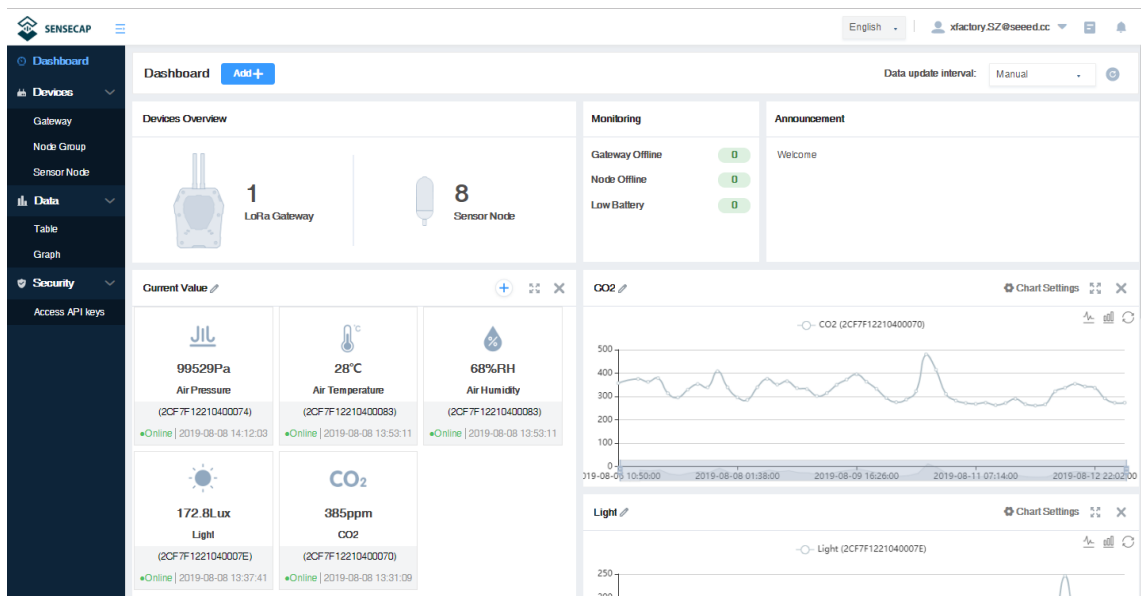 SENSECAP
English
xfactory.SZ@seeed.cc
Dashboard
Devices
Gateway
Node Group
Sensor Node
Data
Table
Graph
Security
Access API keys
Dashboard Add+
Data update interval: Manual
Devices Overview
1
LoRa Gateway
8
Sensor Node
Monitoring
Gateway Offline 0
Node Offline 0
Low Battery 0
Announcement
Welcome
Current Value
99529Pa
Air Pressure
(2CF7F12210400074)
Online 2019-08-08 14:12:03
°C
28°C
Air Temperature
(2CF7F12210400083)
Online 2019-08-08 13:53:11
%
68%RH
Air Humidity
(2CF7F12210400083)
Online 2019-08-08 13:53:11
172.8Lux
Light
(2CF7F1221040007E)
Online 2019-08-08 13:37:41
CO2
385ppm
CO2
(2CF7F12210400070)
Online 2019-08-08 13:31:09
CO2
Chart Settings
CO2 (2CF7F12210400070)
500
400
300
200
100
0
10:50:00
2019-08-08 01:38:00
2019-08-09 16:26:00
2019-08-11 07:14:00
2019-08-12 22:02:00
Light
Chart Settings
Light (2CF7F1221040007E)
250